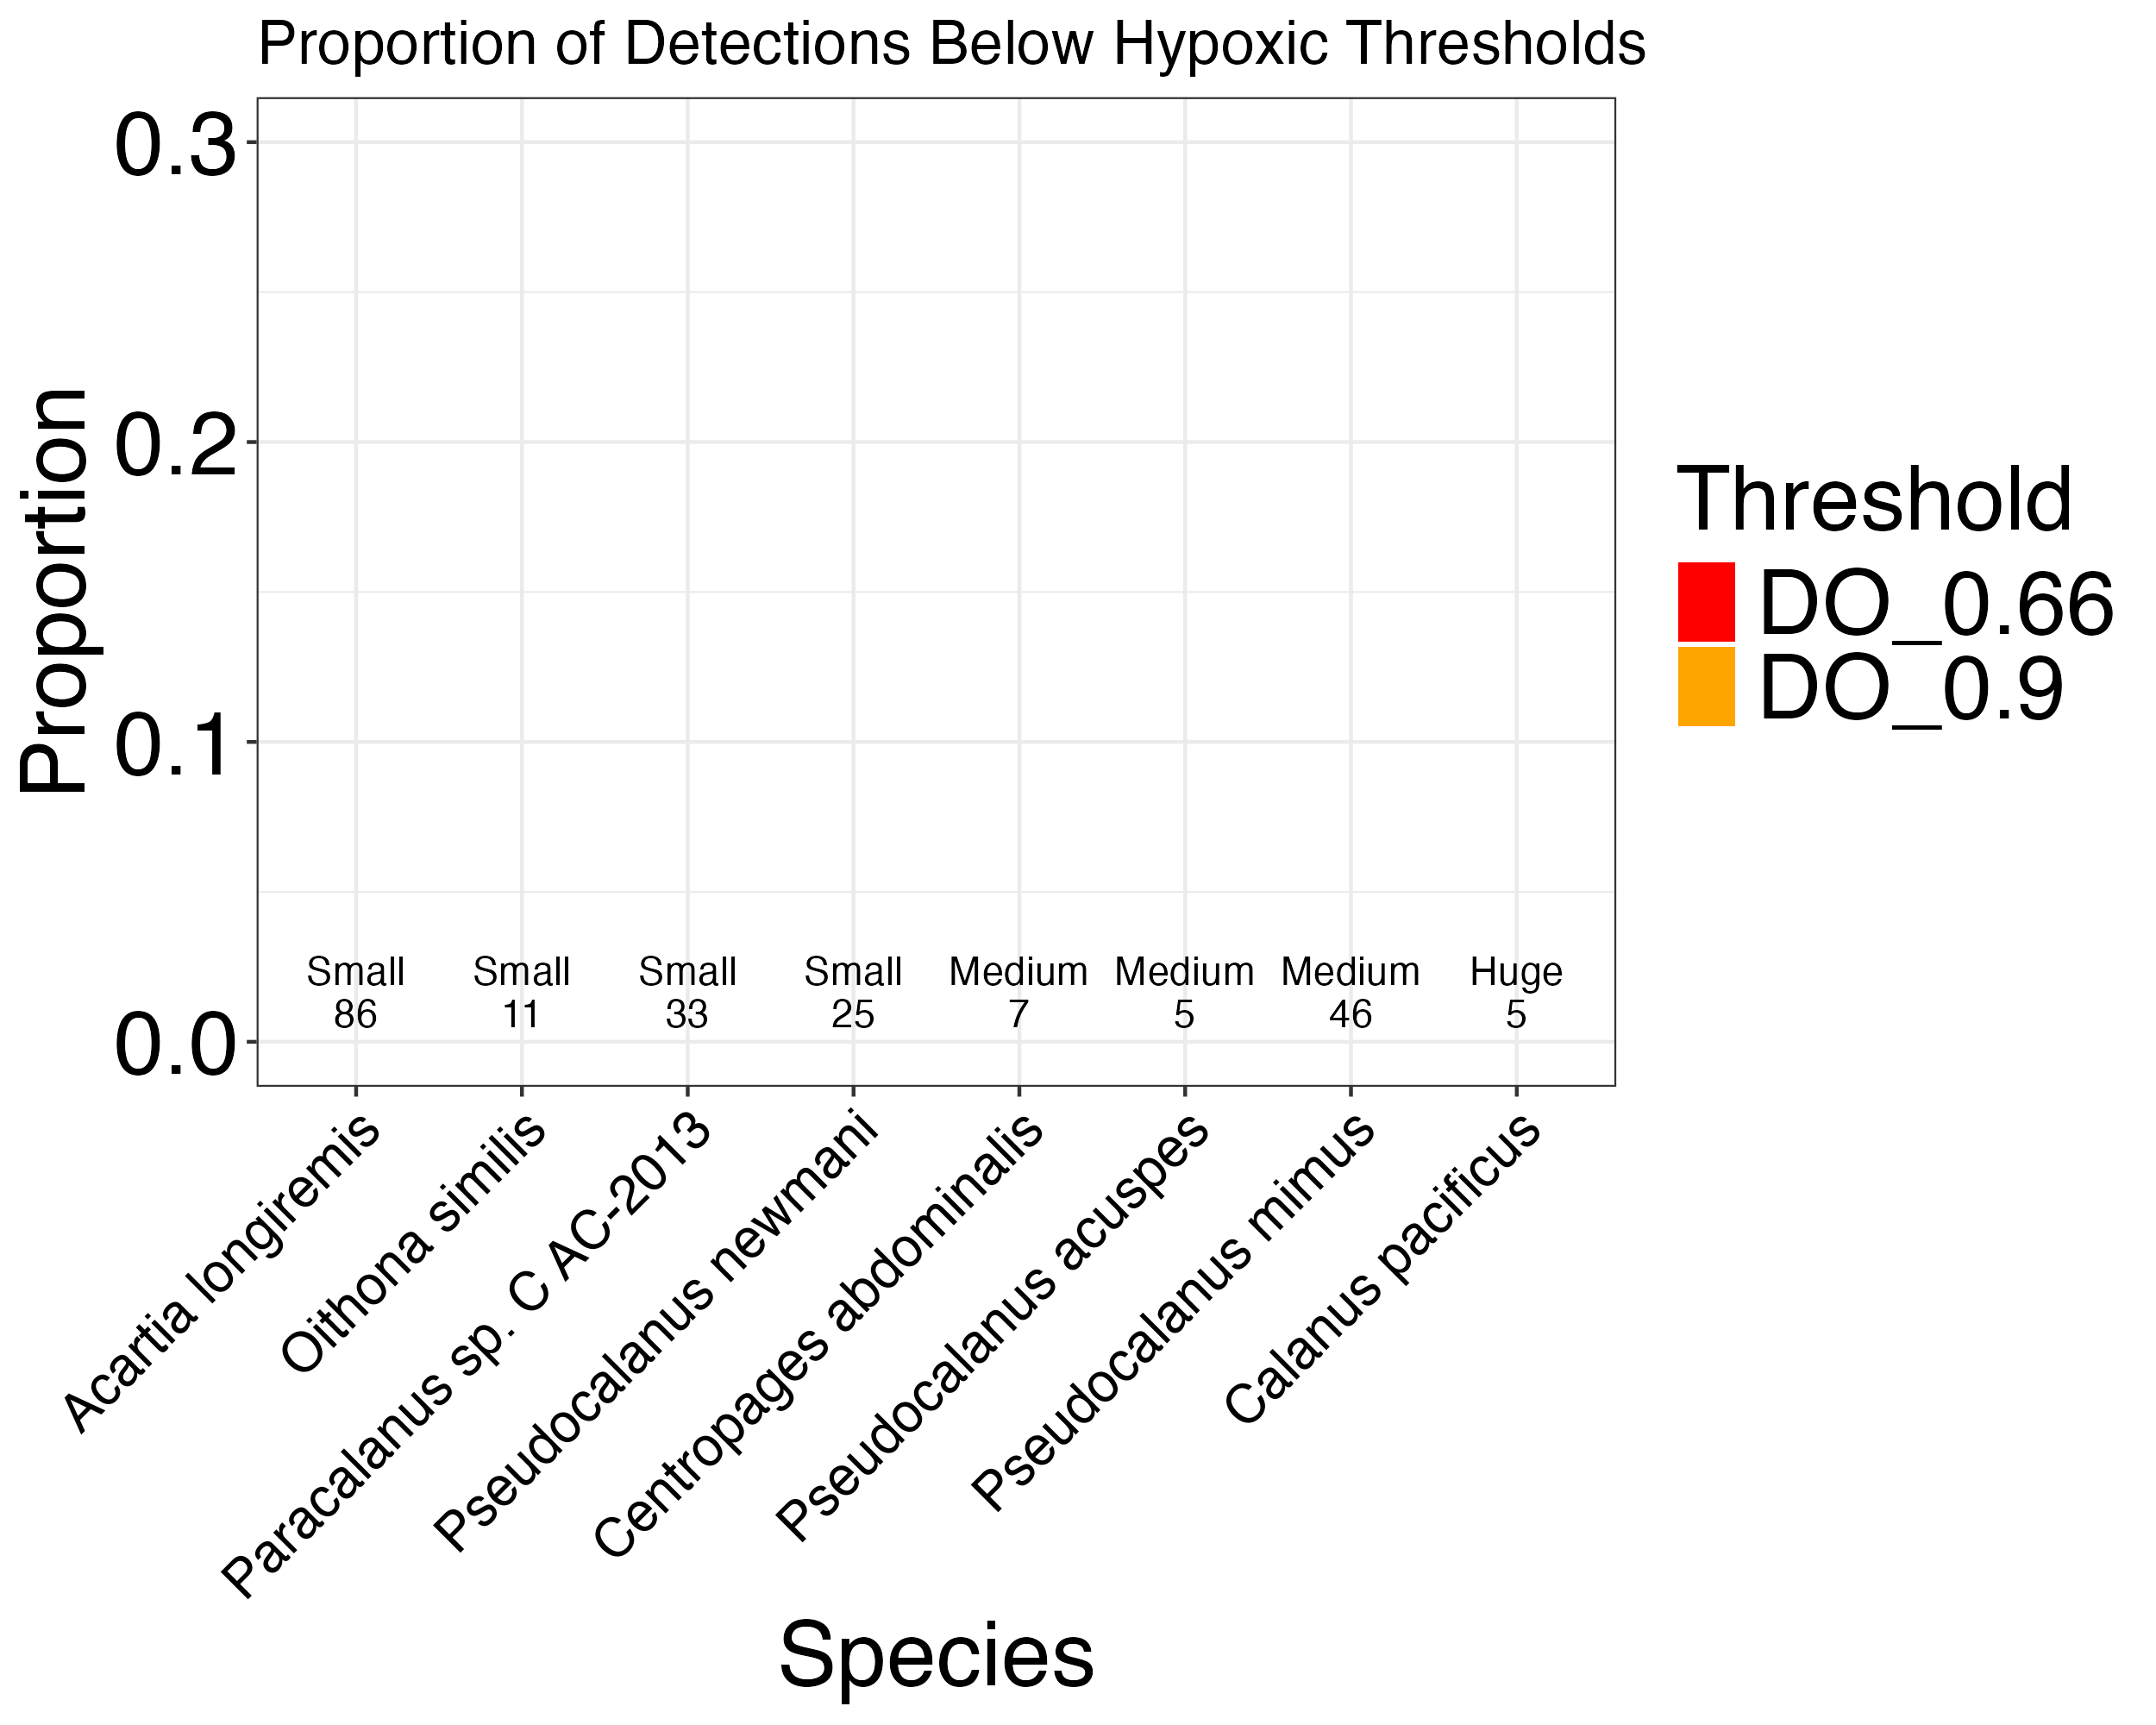 Proportion of Detections Below Hypoxic Thresholds
Proportion
0.3
0.2
0.1
0.0
Small Small Small Small Medium Medium Medium Huge
86 11 33 25 7 5 46 5
Acartia longiremis
Oithona similis
Paracalanus sp. C AC-2013
Pseudocalanus newmani
Centropages abdominalis
Pseudocalanus acuspes
Pseudocalanus mimus
Calanus pacificus
Species
Threshold
DO_0.66
DO_0.9